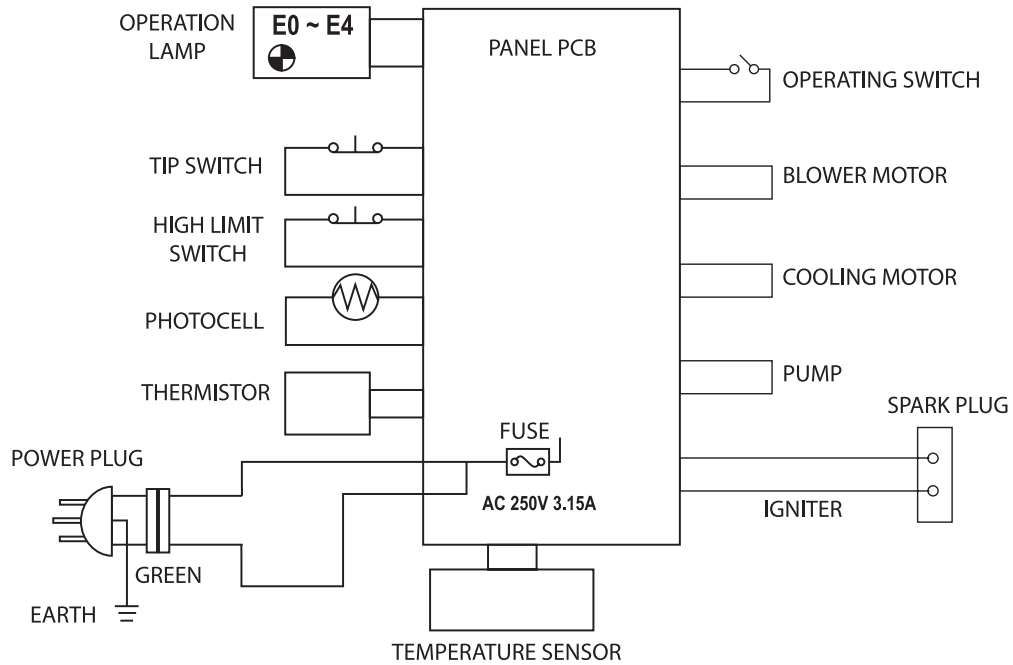 OPERATION
LAMP
E0 ~ E4
PANEL PCB
OPERATING SWITCH
TIP SWITCH
BLOWER MOTOR
HIGH LIMIT
SWITCH
COOLING MOTOR
PHOTOCELL
PUMP
THERMISTOR
SPARK PLUG
FUSE
POWER PLUG
AC 250V 3.15A
IGNITER
GREEN
EARTH
TEMPERATURE SENSOR